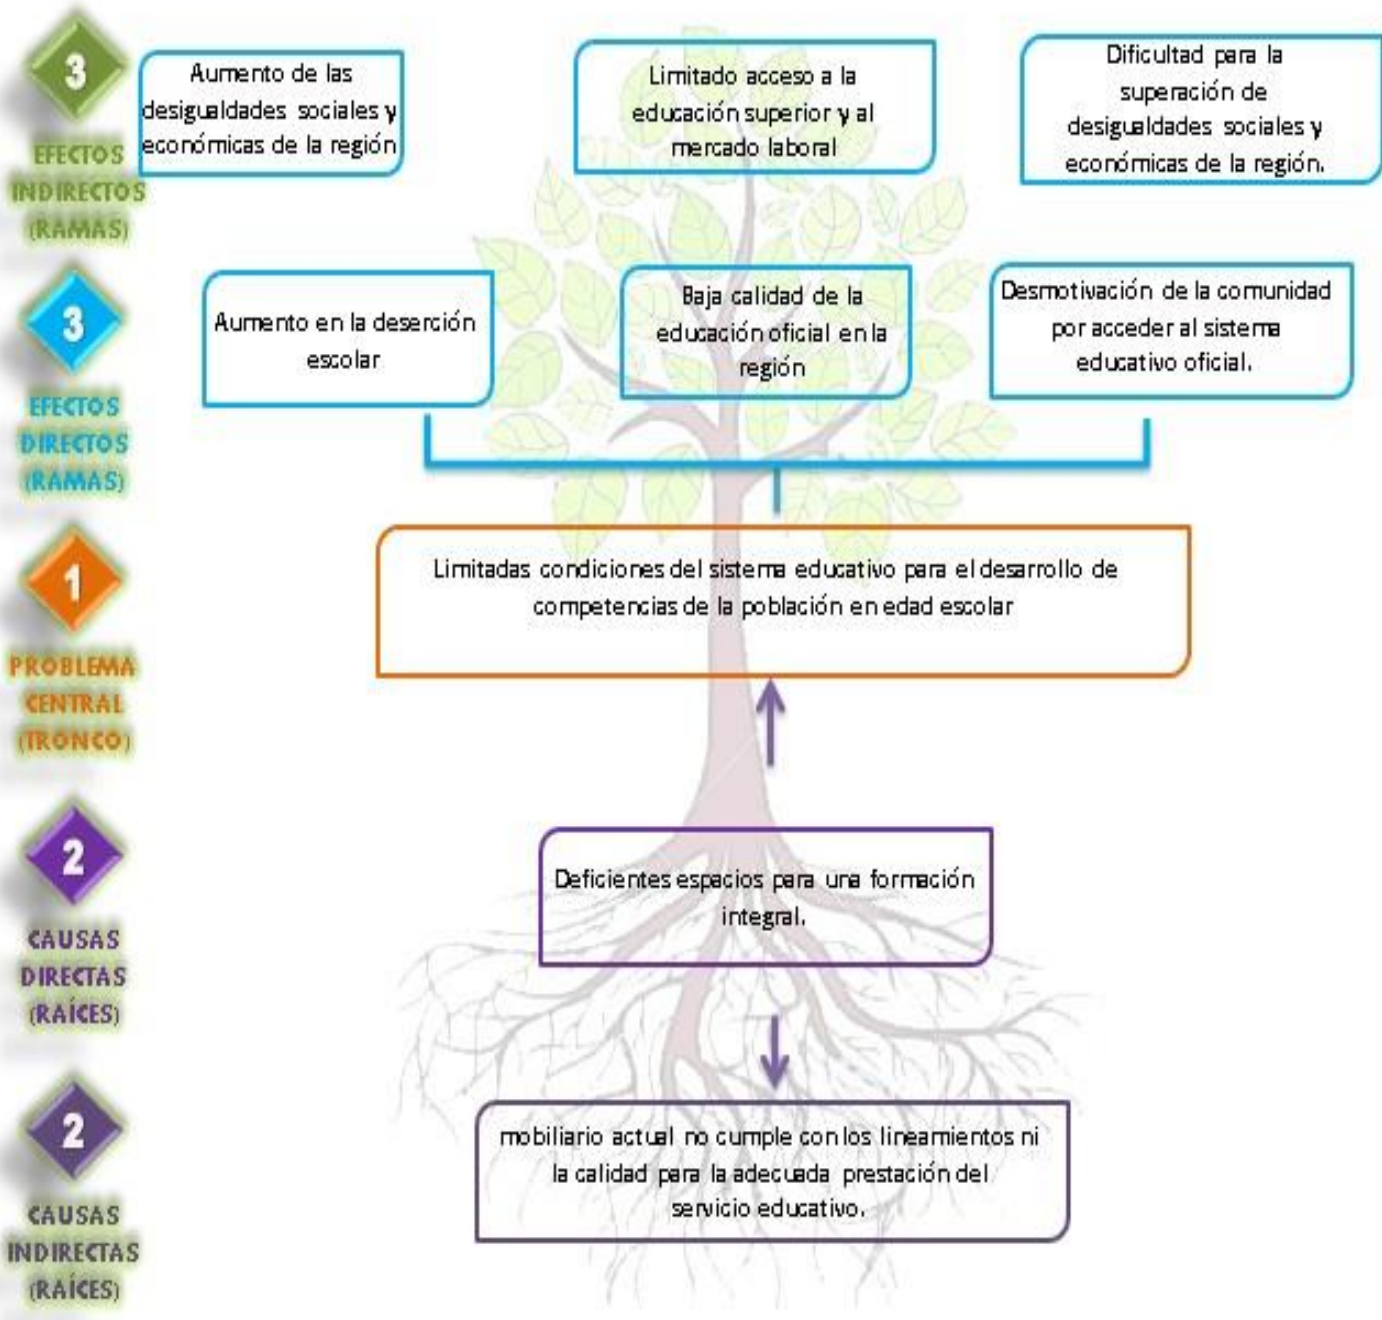 3
EFECTOS
INDIRECTOS
(RAMAS)
Aumento de las
desigualdades sociales y
económicas de la región
Limitado acceso a la
educación superior y al
mercado laboral
Dificultad para la
superación de
desigualdades sociales y
económicas de la región.
3
EFECTOS
DIRECTOS
(RAMAS)
Aumento en la deserción
escolar
Baja calidad de la
educación oficial en la
región
Desmotivación de la comunidad
por acceder al sistema
educativo oficial.
1
PROBLEMA
CENTRAL
(TRONCO)
Limitadas condiciones del sistema educativo para el desarrollo de
competencias de la población en edad escolar
2
CAUSAS
DIRECTAS
(RAÍCES)
Deficientes espacios para una formación
integral.
2
CAUSAS
INDIRECTAS
(RAÍCES)
mobiliario actual no cumple con los lineamientos ni
la calidad para la adecuada prestación del
servicio educativo.